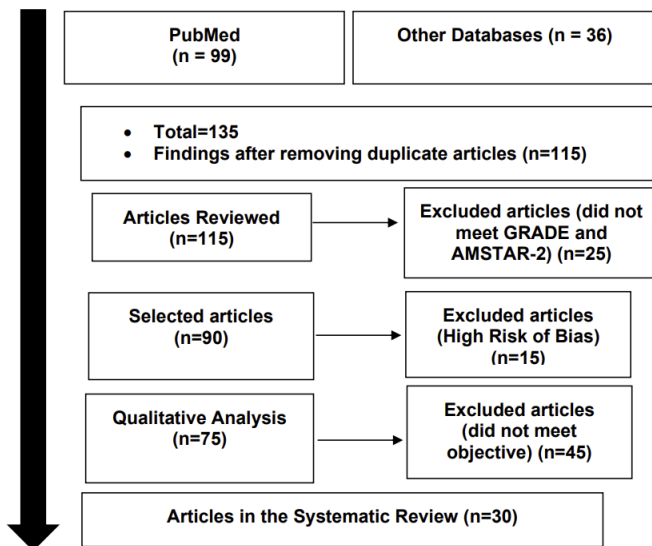 PubMed
(n = 99)
Other Databases (n = 36)
• Total=135
• Findings after removing duplicate articles (n=115)
Articles Reviewed
(n=115)
Excluded articles (did not
meet GRADE and
AMSTAR-2) (n=25)
Selected articles
(n=90)
Excluded articles
(High Risk of Bias)
(n=15)
Qualitative Analysis
(n=75)
Excluded articles
(did not meet
objective) (n=45)
Articles in the Systematic Review (n=30)